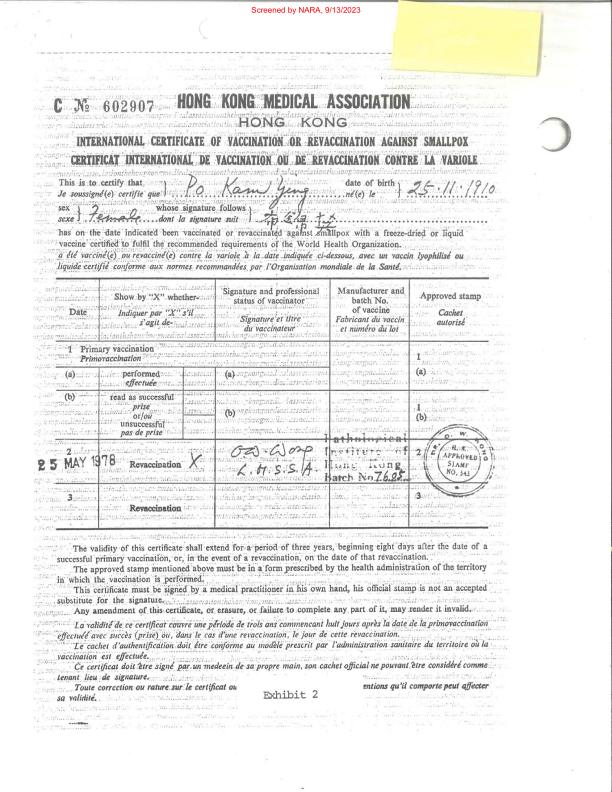 Screened by NARA, 9/13/2023
C № 602907 HONG KONG MEDICAL ASSOCIATION
HONG KONG
INTERNATIONAL CERTIFICATE OF VACCINATION OR REVACCINATION AGAINST SMALLPOX
CERTIFICAT INTERNATIONAL DE VACCINATION OU DE REVACCINATION CONTRE LA VARIOLE
This is to certify that
Je soussigné(e) certifie que } Po Kam Ying date of birth
né(e) le } 25.11.1910
sex
sexe } Female whose signature follows
dont la signature suit }
has on the date indicated been vaccinated or revaccinated against smallpox with a freeze-dried or liquid
vaccine certified to fulfil the recommended requirements of the World Health Organization.
a été vacciné(e) ou revacciné(e) contre la variole à la date indiquée ci-dessous, avec un vaccin lyophilisé ou
liquide certifié conforme aux normes recommandées par l'Organisation mondiale de la Santé.
Date
Show by "X" whether-
Indiquer par "X" s'il
s'agit de-
Signature and professional
status of vaccinator
Signature et titre
du vaccinateur
Manufacturer and
batch No.
of vaccine
Fabricant du vaccin
et numéro du lot
Approved stamp
Cachet
autorisé
1 Primary vaccination
Primovaccination
1
(a) performed
effectuée
(a)
(a)
(b) read as successful
prise
or/ou
unsuccessful
pas de prise
(b)
1
(b)
2
25 MAY 1978 Revaccination X
L.M.S.S.A.
Pathological
Institute of
Hong Kong
Batch No. 7605
2
DR. O. W. WONG
H. K.
APPROVED
STAMP
NO. 543
3
Revaccination
3
The validity of this certificate shall extend for a period of three years, beginning eight days after the date of a
successful primary vaccination, or, in the event of a revaccination, on the date of that revaccination.
The approved stamp mentioned above must be in a form prescribed by the health administration of the territory
in which the vaccination is performed.
This certificate must be signed by a medical practitioner in his own hand, his official stamp is not an accepted
substitute for the signature.
Any amendment of this certificate, or erasure, or failure to complete any part of it, may render it invalid.
La validité de ce certificat couvre une période de trois ans commencant huit jours après la date de la primovaccination
effectuée avec succès (prise) ou, dans le cas d'une revaccination, le jour de cette revaccination.
Le cachet d'authentification doit être conforme au modèle prescrit par l'administration sanitaire du territoire où la
vaccination est effectuée.
Ce certificat doit être signé par un medecin de sa propre main, son cachet official ne pouvant être considéré comme
tenant lieu de signature.
Toute correction ou rature sur le certificat ou entions qu'il comporte peut affecter
sa validité.
Exhibit 2